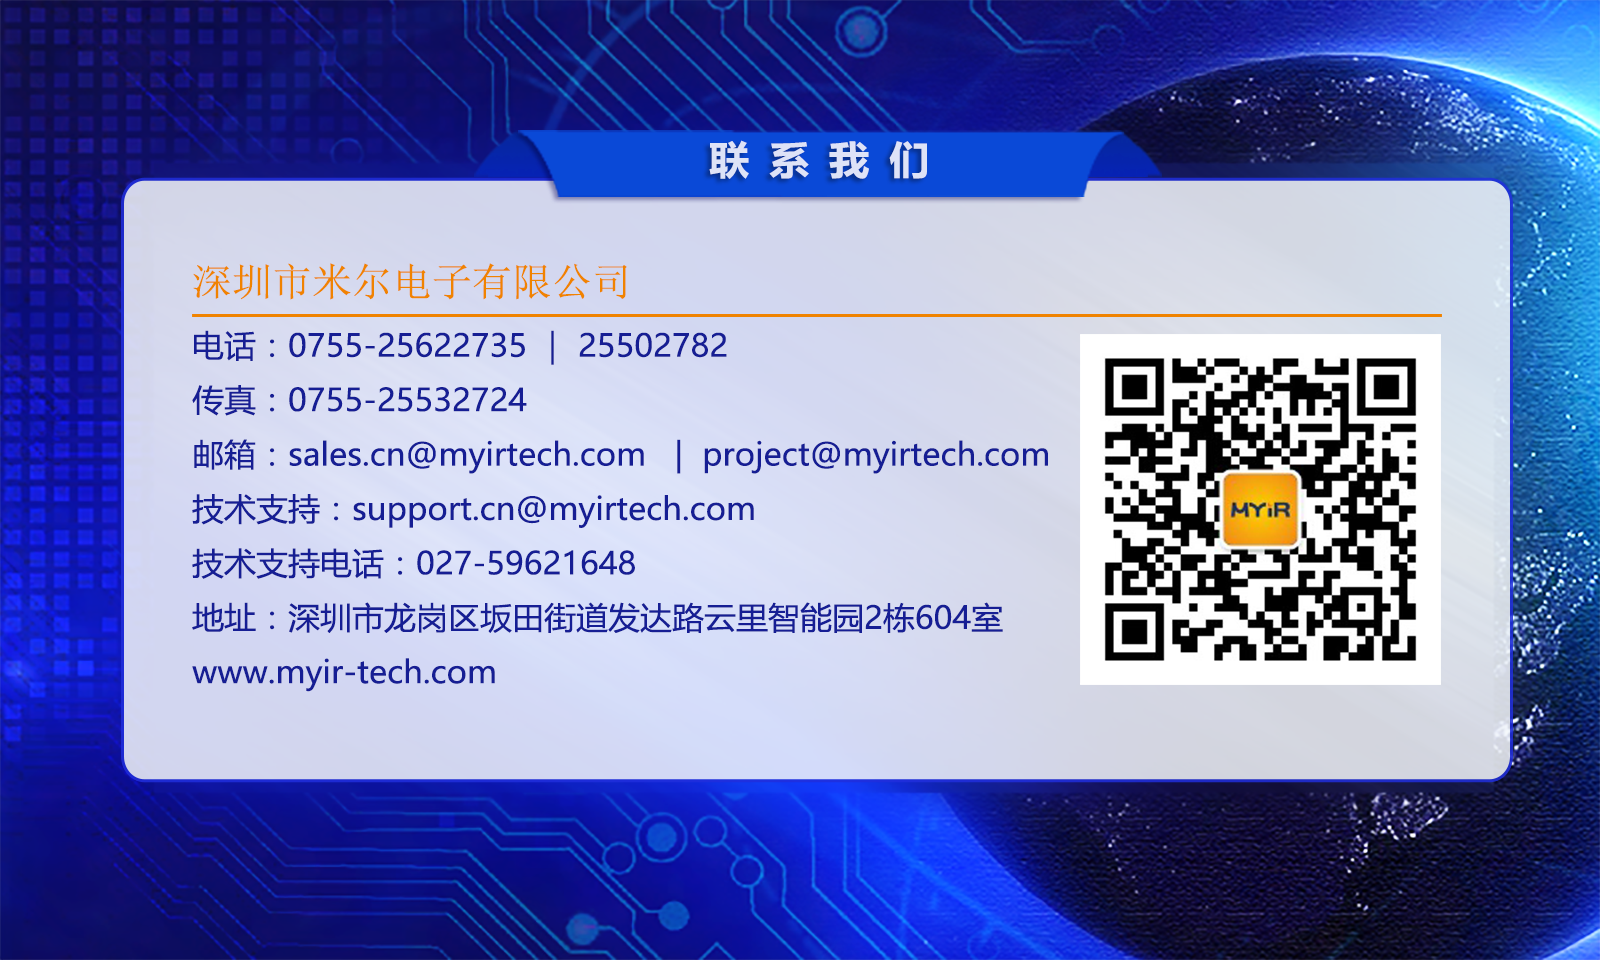 联系我们
深圳市米尔电子有限公司
电话：0755-25622735 | 25502782
传真：0755-25532724
邮箱：sales.cn@myirtech.com | project@myirtech.com
技术支持：support.cn@myirtech.com
技术支持电话：027-59621648
地址：深圳市龙岗区坂田街道发达路云里智能园2栋604室
www.myir-tech.com
MYiR